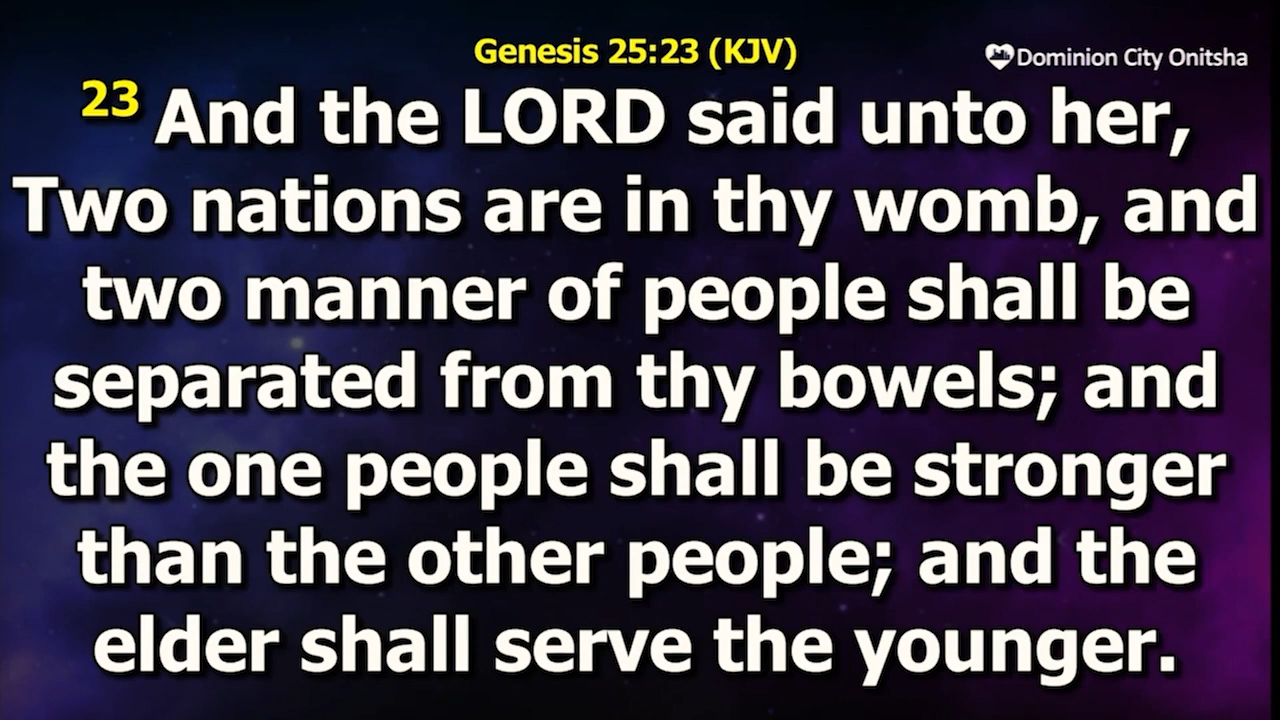 Genesis 25:23 (KJV)
Dominion City Onitsha
23 And the LORD said unto her,
Two nations are in thy womb, and
two manner of people shall be
separated from thy bowels; and
the one people shall be stronger
than the other people; and the
elder shall serve the younger.